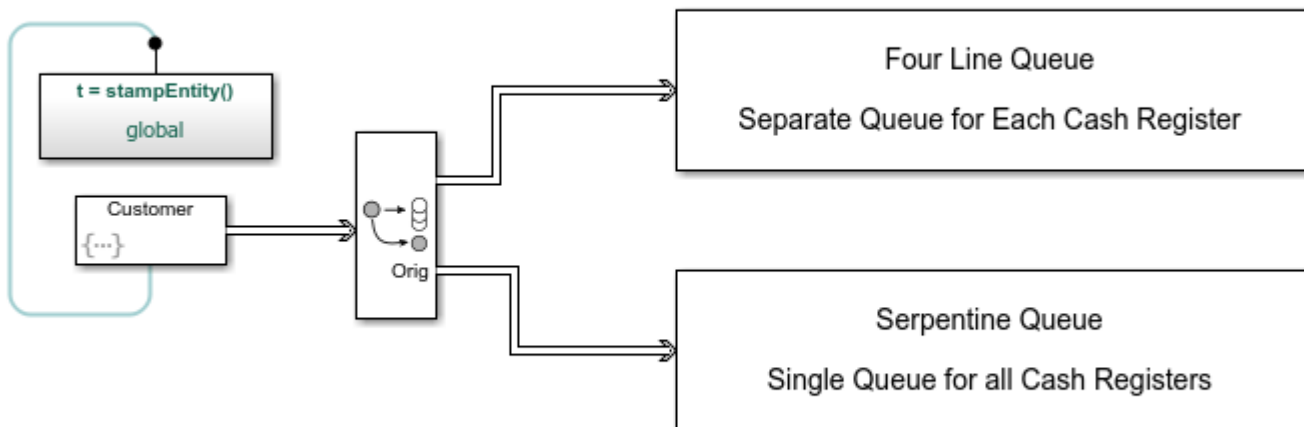 t = stampEntity()
global
Customer
{...}
Orig
Four Line Queue
Separate Queue for Each Cash Register
Serpentine Queue
Single Queue for all Cash Registers